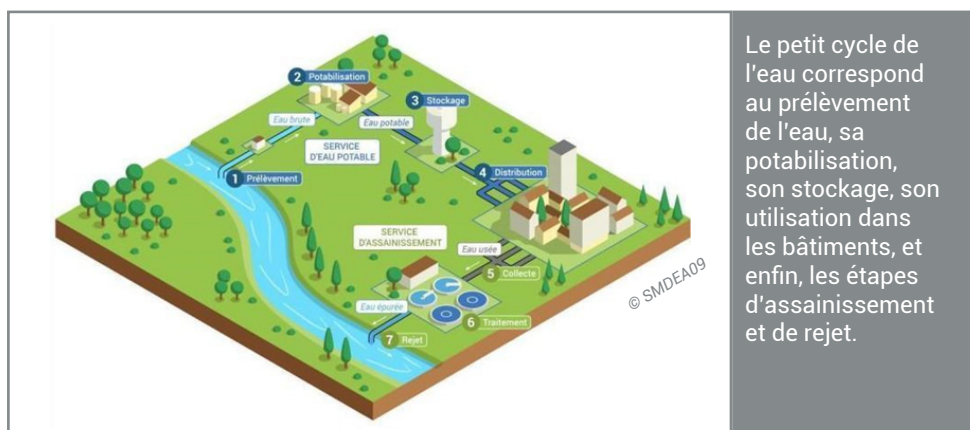 2 Potabilisation
3 Stockage
Eau brute
Eau potable
SERVICE
D'EAU POTABLE
1 Prélèvement
4 Distribution
SERVICE
D'ASSAINISSEMENT
Eau usée
5 Collecte
Eau épurée
6 Traitement
7 Rejet
© SMDEA09
Le petit cycle de
l'eau correspond
au prélèvement
de l'eau, sa
potabilisation,
son stockage, son
utilisation dans
les bâtiments, et
enfin, les étapes
d'assainissement
et de rejet.